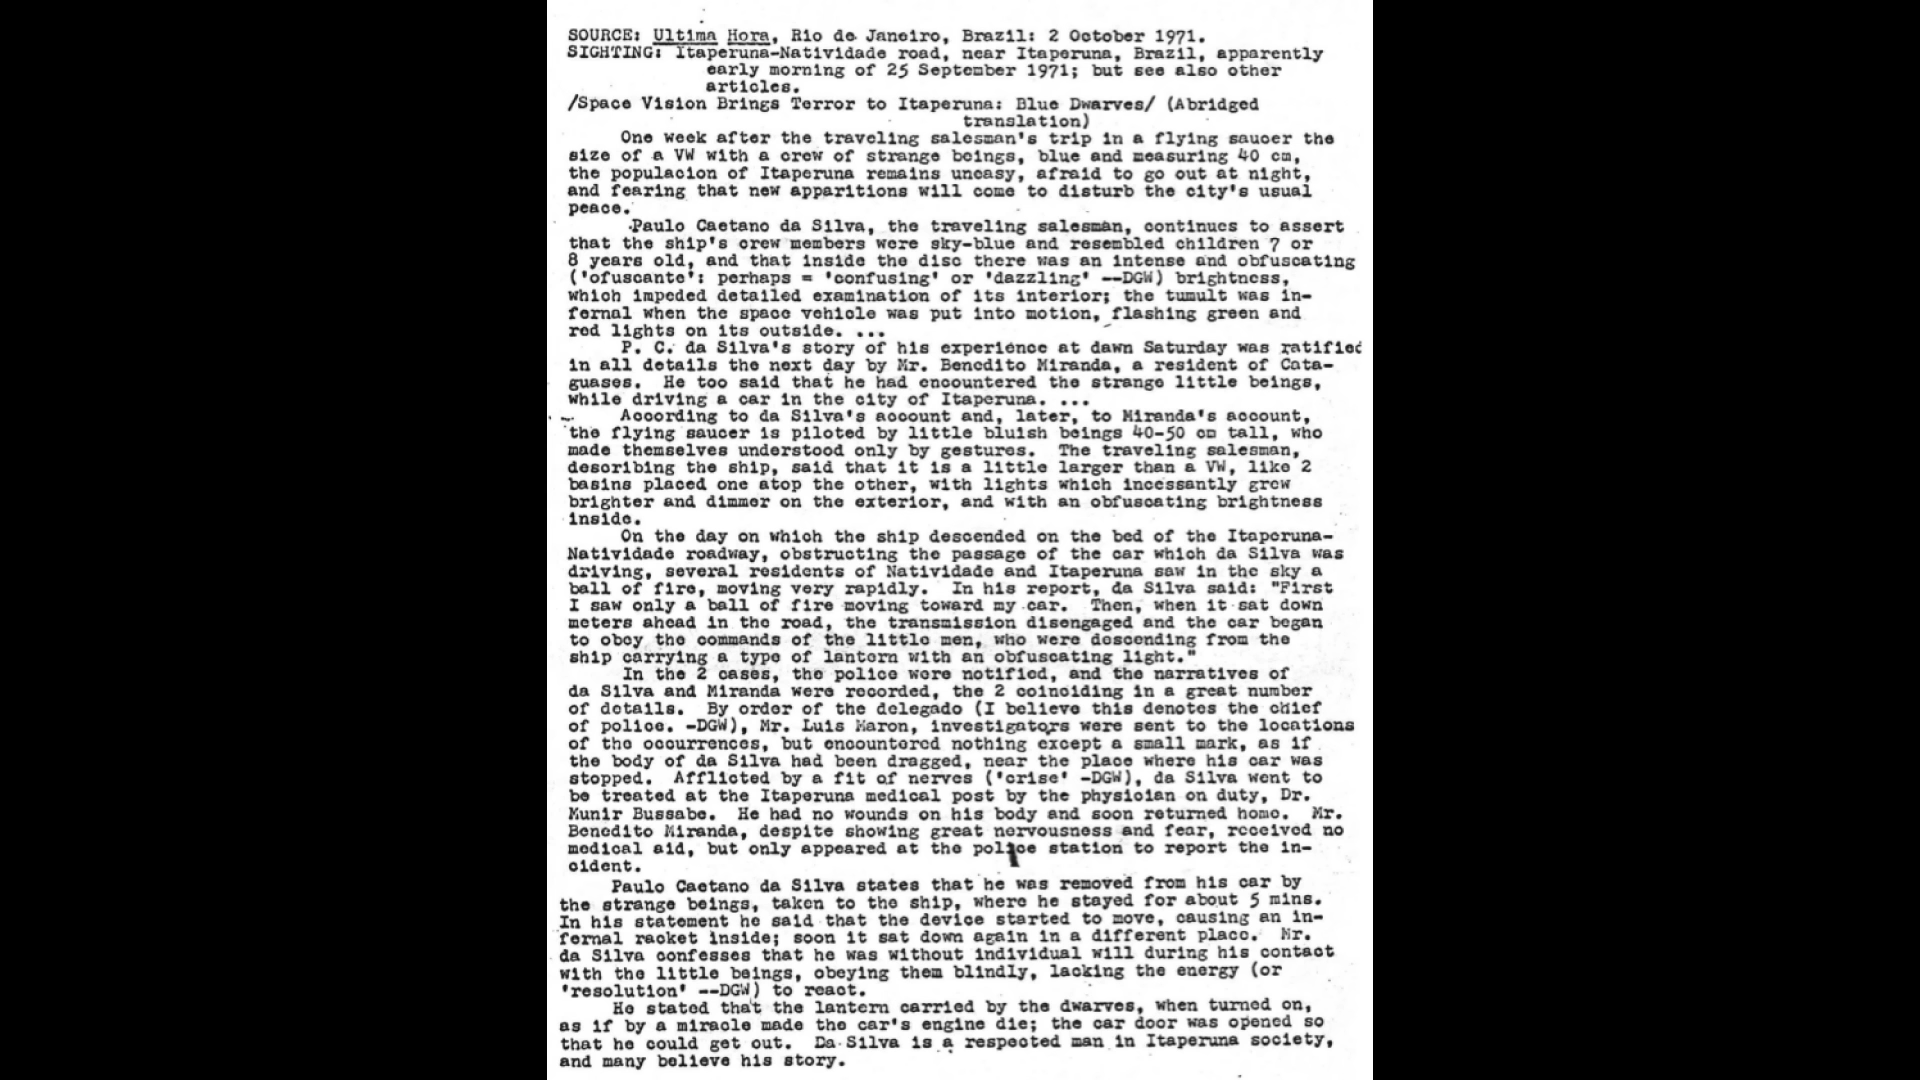 SOURCE: Ultima Hora, Rio de Janeiro, Brazil: 2 October 1971.
SIGHTING: Itaperuna-Natividade road, near Itaperuna, Brazil, apparently
early morning of 25 September 1971; but see also other
articles.
/Space Vision Brings Terror to Itaperuna: Blue Dwarves/ (Abridged
translation)
One week after the traveling salesman's trip in a flying saucer the
size of a VW with a crew of strange beings, blue and measuring 40 cm,
the populacion of Itaperuna remains uneasy, afraid to go out at night,
and fearing that new apparitions will come to disturb the city's usual
peace.
Paulo Caetano da Silva, the traveling salesman, continues to assert
that the ship's crew members were sky-blue and resembled children 7 or
8 years old, and that inside the disc there was an intense and obfuscating
('ofuscante': perhaps = 'confusing' or 'dazzling' --DGW) brightness,
which impeded detailed examination of its interior; the tumult was in-
fernal when the space vehicle was put into motion, flashing green and
red lights on its outside. ...
P. C. da Silva's story of his experience at dawn Saturday was ratified
in all details the next day by Mr. Benedito Miranda, a resident of Cata-
guases. He too said that he had encountered the strange little beings,
while driving a car in the city of Itaperuna. ...
According to da Silva's account and, later, to Miranda's account,
the flying saucer is piloted by little bluish beings 40-50 cm tall, who
made themselves understood only by gestures. The traveling salesman,
describing the ship, said that it is a little larger than a VW, like 2
basins placed one atop the other, with lights which incessantly grew
brighter and dimmer on the exterior, and with an obfuscating brightness
inside.
On the day on which the ship descended on the bed of the Itaperuna-
Natividade roadway, obstructing the passage of the car which da Silva was
driving, several residents of Natividade and Itaperuna saw in the sky a
ball of fire, moving very rapidly. In his report, da Silva said: "First
I saw only a ball of fire moving toward my car. Then, when it sat down
meters ahead in the road, the transmission disengaged and the car began
to obey the commands of the little men, who were descending from the
ship carrying a type of lantern with an obfuscating light."
In the 2 cases, the police were notified, and the narratives of
da Silva and Miranda were recorded, the 2 coinciding in a great number
of details. By order of the delegado (I believe this denotes the chief
of police. -DGW), Mr. Luis Maron, investigators were sent to the locations
of the occurrences, but encountered nothing except a small mark, as if
the body of da Silva had been dragged, near the place where his car was
stopped. Afflicted by a fit of nerves ('crise' -DGW), da Silva went to
be treated at the Itaperuna medical post by the physician on duty, Dr.
Munir Bussabe. He had no wounds on his body and soon returned home. Mr.
Benedito Miranda, despite showing great nervousness and fear, received no
medical aid, but only appeared at the police station to report the in-
cident.
Paulo Caetano da Silva states that he was removed from his car by
the strange beings, taken to the ship, where he stayed for about 5 mins.
In his statement he said that the device started to move, causing an in-
fernal racket inside; soon it sat down again in a different place. Mr.
da Silva confesses that he was without individual will during his contact
with the little beings, obeying them blindly, lacking the energy (or
'resolution' --DGW) to react.
He stated that the lantern carried by the dwarves, when turned on,
as if by a miracle made the car's engine die; the car door was opened so
that he could get out. Da Silva is a respected man in Itaperuna society,
and many believe his story.